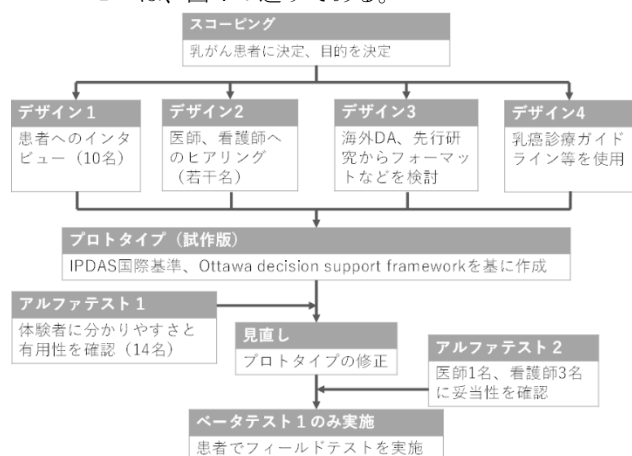 スコーピング
乳がん患者に決定、目的を決定
デザイン１
患者へのインタ
ビュー（10名）
デザイン2
医師、看護師へ
のヒアリング
（若干名）
デザイン3
海外DA、先行研
究からフォーマッ
トなどを検討
デザイン4
乳癌診療ガイド
ライン等を使用
プロトタイプ（試作版）
IPDAS国際基準、Ottawa decision support frameworkを基に作成
アルファテスト１
体験者に分かりやすさと
有用性を確認（14名）
見直し
プロトタイプの修正
アルファテスト２
医師1名、看護師3名
に妥当性を確認
ベータテスト１のみ実施
患者でフィールドテストを実施